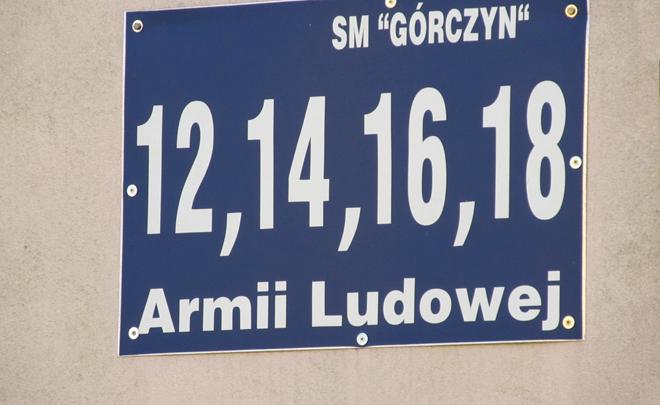 SM “GÓRCZYN“
12,14,16,18
Armii Ludowej